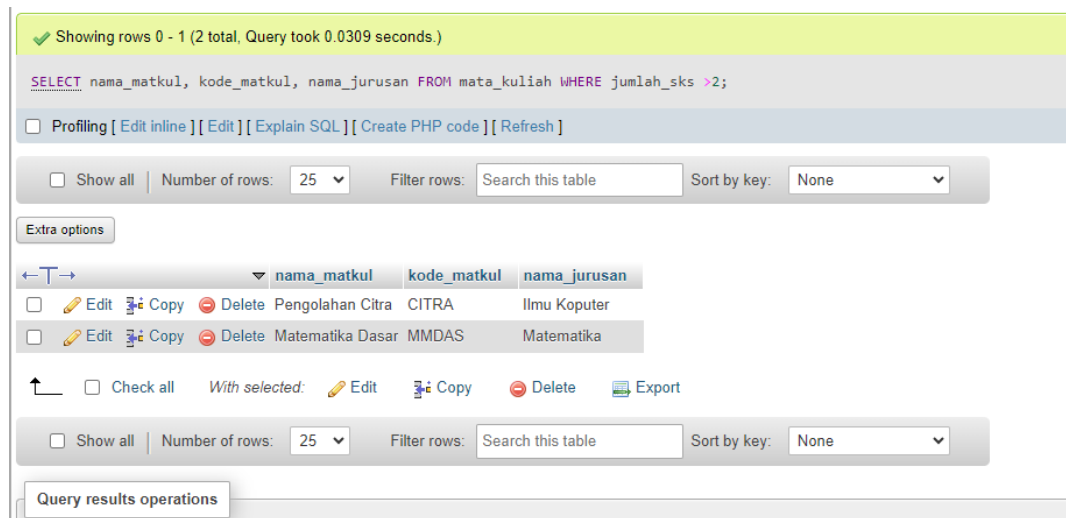 Showing rows 0 - 1 (2 total, Query took 0.0309 seconds.)
SELECT nama_matkul, kode_matkul, nama_jurusan FROM mata_kuliah WHERE jumlah_sks >2;
Profiling [ Edit inline ] [ Edit ] [ Explain SQL ] [ Create PHP code ] [ Refresh ]
Show all | Number of rows: 25 Filter rows: Search this table Sort by key: None
Extra options
←T→ nama_matkul kode_matkul nama_jurusan
Edit Copy Delete Pengolahan Citra CITRA Ilmu Koputer
Edit Copy Delete Matematika Dasar MMDAS Matematika
Check all With selected: Edit Copy Delete Export
Show all | Number of rows: 25 Filter rows: Search this table Sort by key: None
Query results operations